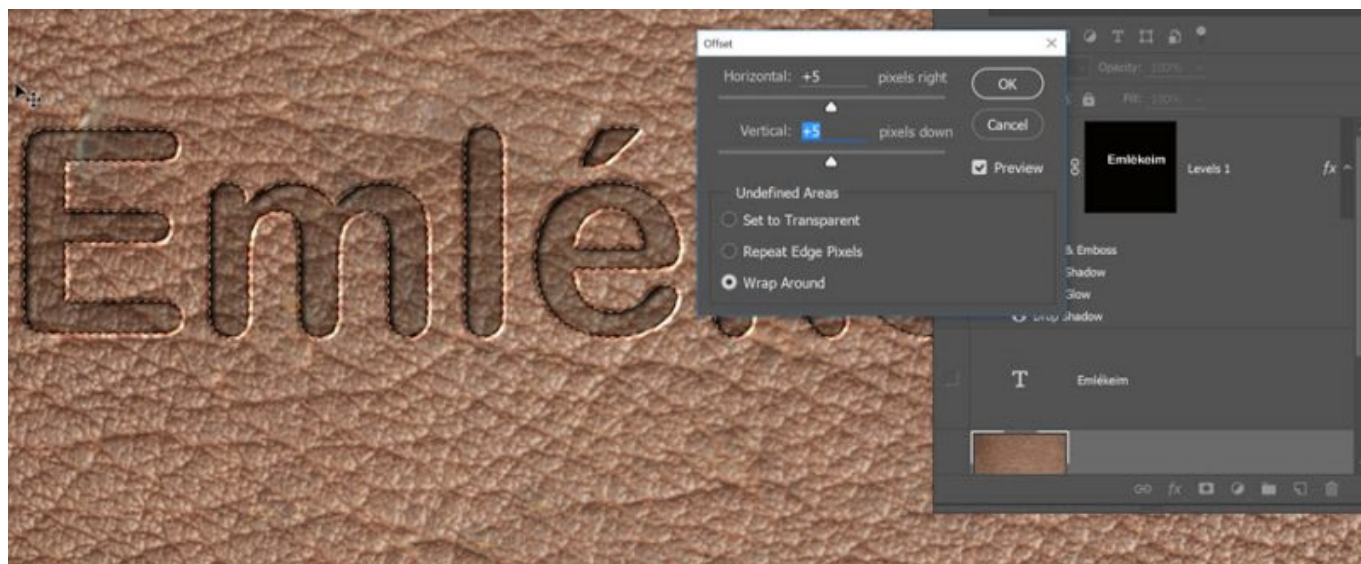 Emlé
Offset
Horizontal: +5 pixels right
OK
Vertical: +5 pixels down
Cancel
Preview
Undefined Areas
Set to Transparent
Repeat Edge Pixels
Wrap Around
T
Opacity: 100%
Fill: 100%
Emlékeim
Levels 1
fx
& Emboss
Shadow
Glow
Drop Shadow
T
Emlékeim
fx